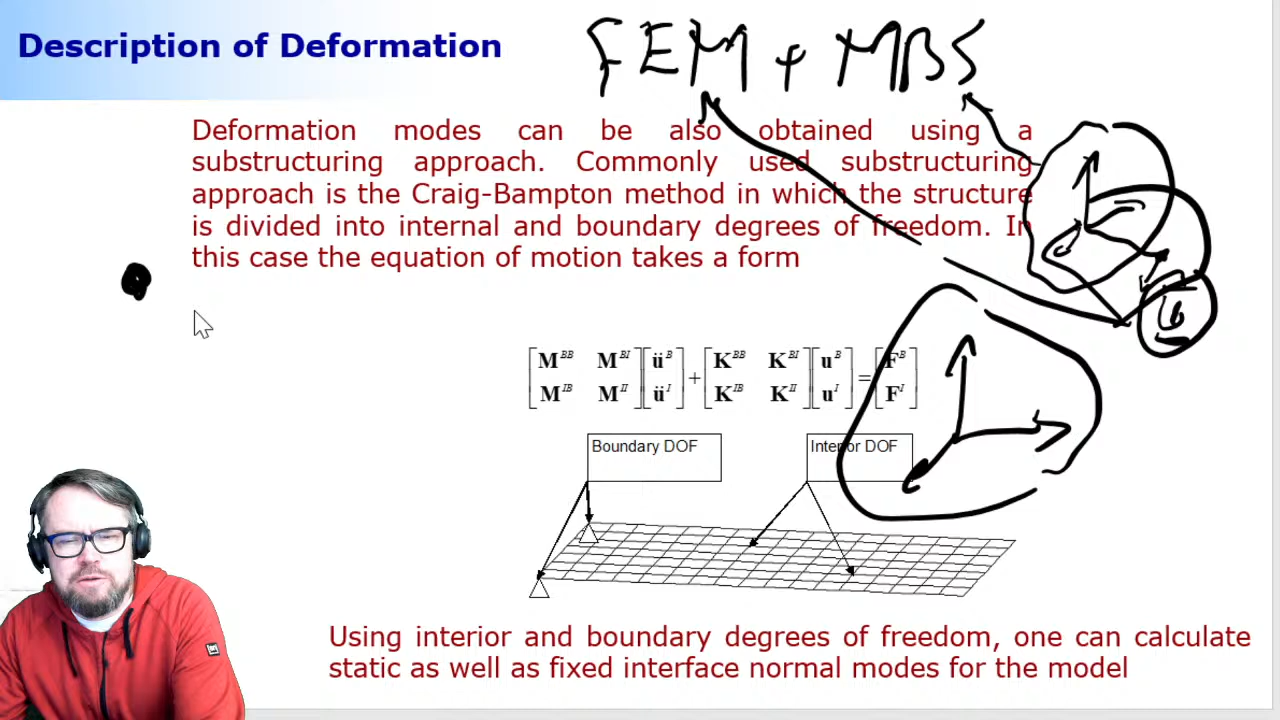 Description of Deformation
FEM + MBS
Deformation modes can be also obtained using a
substructuring approach. Commonly used substructuring
approach is the Craig-Bampton method in which the structure
is divided into internal and boundary degrees of freedom. In
this case the equation of motion takes a form
[M^BB M^BI] [ü^B] + [K^BB K^BI] [u^B] = [F^B]
[M^IB M^II] [ü^I] [K^IB K^II] [u^I] [F^I]
Boundary DOF Interior DOF
Using interior and boundary degrees of freedom, one can calculate
static as well as fixed interface normal modes for the model